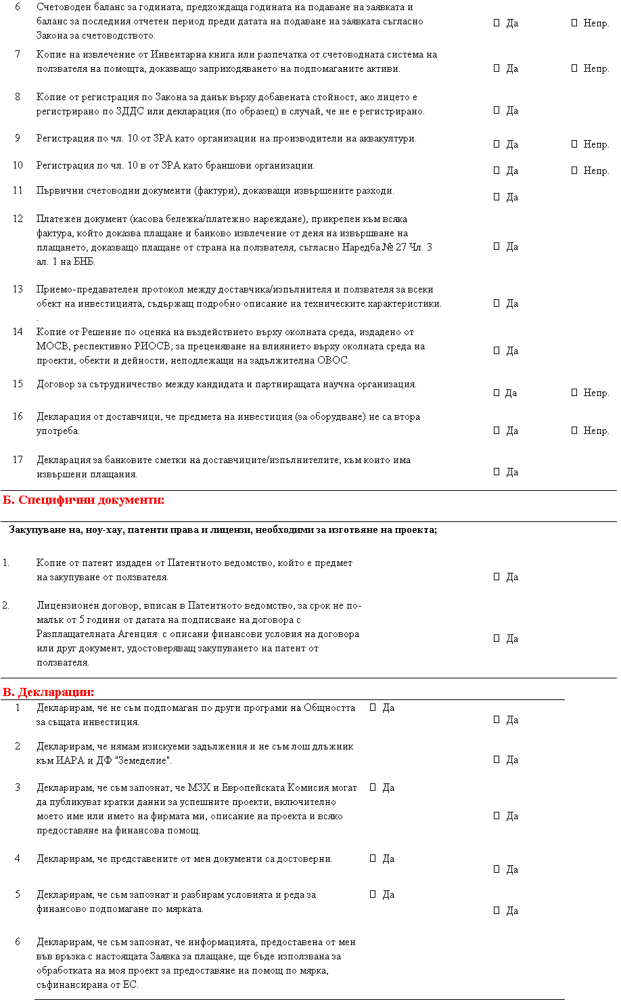 6 Счетоводен баланс за годината, предхождаща годината на подаване на заявката и
баланс за последния отчетен период преди датата на подаване на заявката съгласно
Закона за счетоводството.
☐ Да ☐ Непр.
7 Копие на извлечение от Инвентарна книга или разпечатка от счетоводната система на
ползвателя на помощта, доказващо заприходяването на подпомаганите активи.
☐ Да ☐ Непр.
8 Копие от регистрация по Закона за данък върху добавената стойност, ако лицето е
регистрирано по ЗДДС или декларация (по образец) в случай, че не е регистрирано.
☐ Да
9 Регистрация по чл. 10 от ЗРА като организации на производители на аквакултури.
☐ Да ☐ Непр.
10 Регистрация по чл. 10 в от ЗРА като браншови организации.
☐ Да ☐ Непр.
11 Първични счетоводни документи (фактури), доказващи извършените разходи.
☐ Да
12 Платежен документ (касова бележка/платежно нареждане), прикрепен към всяка
фактура, който доказва плащане и банково извлечение от деня на извършване на
плащането, доказващо плащане от страна на ползвателя, съгласно Наредба № 27 Чл. 3
ал. 1 на БНБ.
☐ Да
13 Приемо-предавателен протокол между доставчика/изпълнителя и ползвателя за всеки
обект на инвестицията, съдържащ подробно описание на техническите характеристики.
.
☐ Да
14 Копие от Решение по оценка на въздействието върху околната среда, издадено от
МОСВ, респективно РИОСВ, за преценяване на влиянието върху околната среда на
проекти, обекти и дейности, неподлежащи на задължителна ОВОС.
☐ Да
15 Договор за сътрудничество между кандидата и партниращата научна организация.
☐ Да ☐ Непр.
16 Декларация от доставчици, че предмета на инвестиция (за оборудване) не са втора
употреба.
☐ Да ☐ Непр.
17 Декларация за банковите сметки на доставчиците/изпълнителите, към които има
извършени плащания.
☐ Да
Б. Специфични документи:
Закупуване на, ноу-хау, патенти права и лицензи, необходими за изготвяне на проекта;
1. Копие от патент издаден от Патентното ведомство, който е предмет
на закупуване от ползвателя.
☐ Да
2. Лицензионен договор, вписан в Патентното ведомство, за срок не по-
малък от 5 години от датата на подписване на договора с
Разплащателната Агенция с описани финансови условия на договора
или друг документ, удостоверяващ закупуването на патент от
ползвателя.
☐ Да
В. Декларации:
1 Декларирам, че не съм подпомаган по други програми на Общността ☐ Да
за същата инвестиция.
☐ Да
2 Декларирам, че нямам изискуеми задължения и не съм лош длъжник
към ИАРА и ДФ "Земеделие".
☐ Да
3 Декларирам, че съм запознат, че МЗХ и Европейската Комисия могат ☐ Да
да публикуват кратки данни за успешните проекти, включително
моето име или името на фирмата ми, описание на проекта и всяко
предоставяне на финансова помощ.
☐ Да
4 Декларирам, че представените от мен документи са достоверни. ☐ Да
☐ Да
5 Декларирам, че съм запознат и разбирам условията и реда за ☐ Да
финансово подпомагане по мярката.
☐ Да
6 Декларирам, че съм запознат, че информацията, предоставена от мен
във връзка с настоящата Заявка за плащане, ще бъде използвана за
обработката на моя проект за предоставяне на помощ по мярка,
съфинансирана от ЕС.